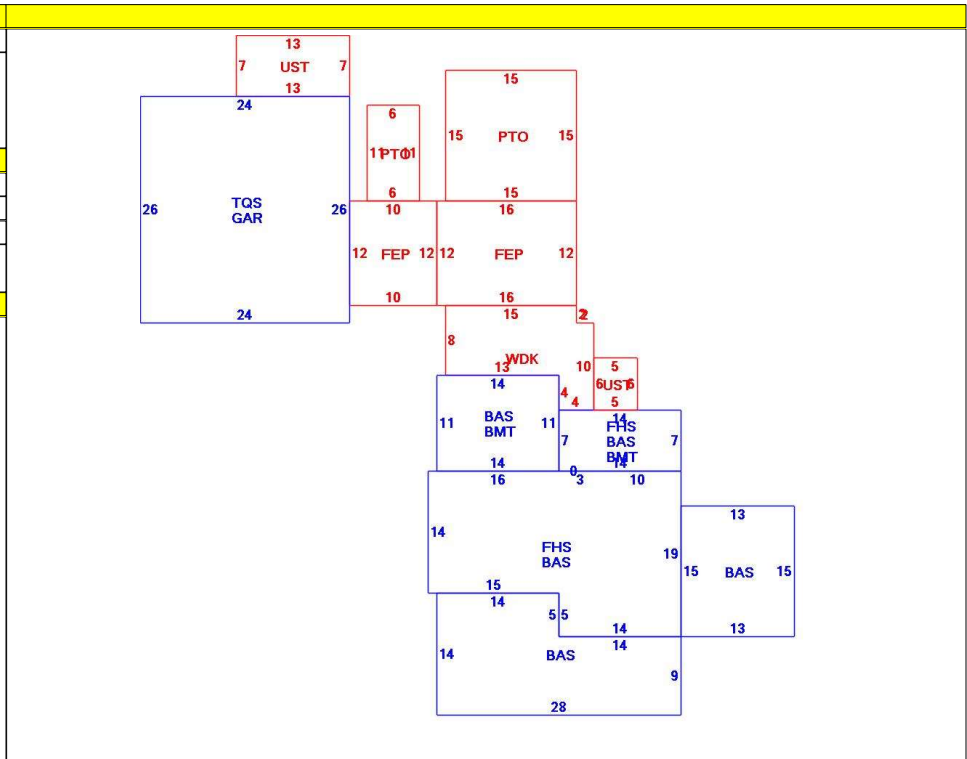 13
7 UST 7
13
24
15
6
15 PTO 15
11 PTO 11
6
15
26 TQS 26
GAR
10
16
12 FEP 12
12 FEP 12
10
16
24
15
2 2
8
WDK
13
10
5
6 UST 6
4
4
5
14
11 BAS 11
BMT
14
14
7 FHS 7
BAS
BMT
14
0
16
3
10
14
FHS
BAS
19
15
14
13
15 BAS 15
13
14
5 5
14
14
BAS
9
28